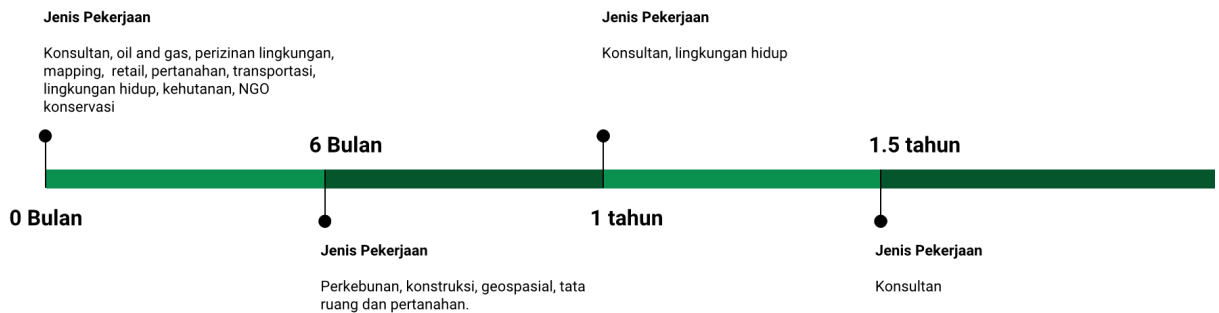 Jenis Pekerjaan
Konsultan, oil and gas, perizinan lingkungan,
mapping,  retail, pertanahan, transportasi,
lingkungan hidup, kehutanan, NGO
konservasi
Jenis Pekerjaan
Konsultan, lingkungan hidup
6 Bulan
1.5 tahun
0 Bulan
1 tahun
Jenis Pekerjaan
Perkebunan, konstruksi, geospasial, tata
ruang dan pertanahan.
Jenis Pekerjaan
Konsultan